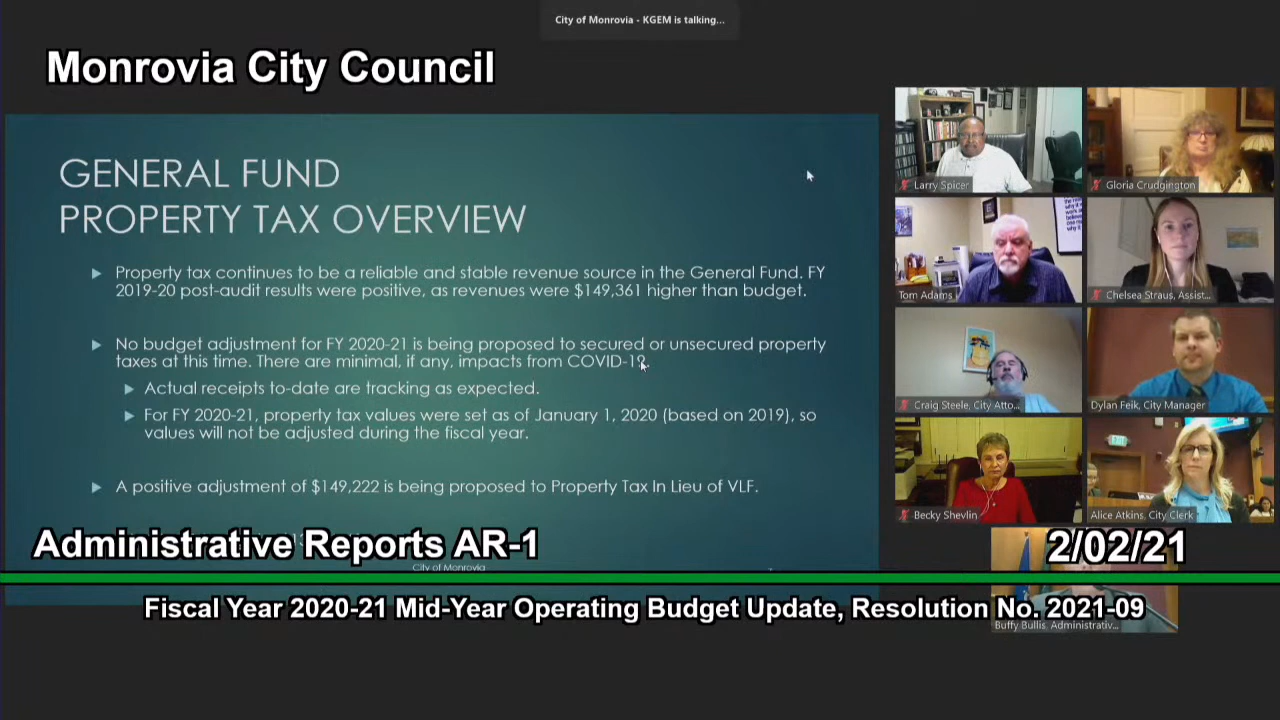 City of Monrovia - KGEM is talking...
Monrovia City Council
GENERAL FUND
PROPERTY TAX OVERVIEW
Property tax continues to be a reliable and stable revenue source in the General Fund. FY
2019-20 post-audit results were positive, as revenues were $149,361 higher than budget.
No budget adjustment for FY 2020-21 is being proposed to secured or unsecured property
taxes at this time. There are minimal, if any, impacts from COVID-19.
Actual receipts to-date are tracking as expected.
For FY 2020-21, property tax values were set as of January 1, 2020 (based on 2019), so
values will not be adjusted during the fiscal year.
A positive adjustment of $149,222 is being proposed to Property Tax In Lieu of VLF.
Larry Spicer
Gloria Crudgington
Tom Adams
Chelsea Straus, Assist...
Craig Steele, City Atto...
Dylan Feik, City Manager
Becky Shevlin
Alice Atkins, City Clerk
Administrative Reports AR-1
2/02/21
City of Monrovia
Fiscal Year 2020-21 Mid-Year Operating Budget Update, Resolution No. 2021-09
Buffy Bullis, Administrativ...